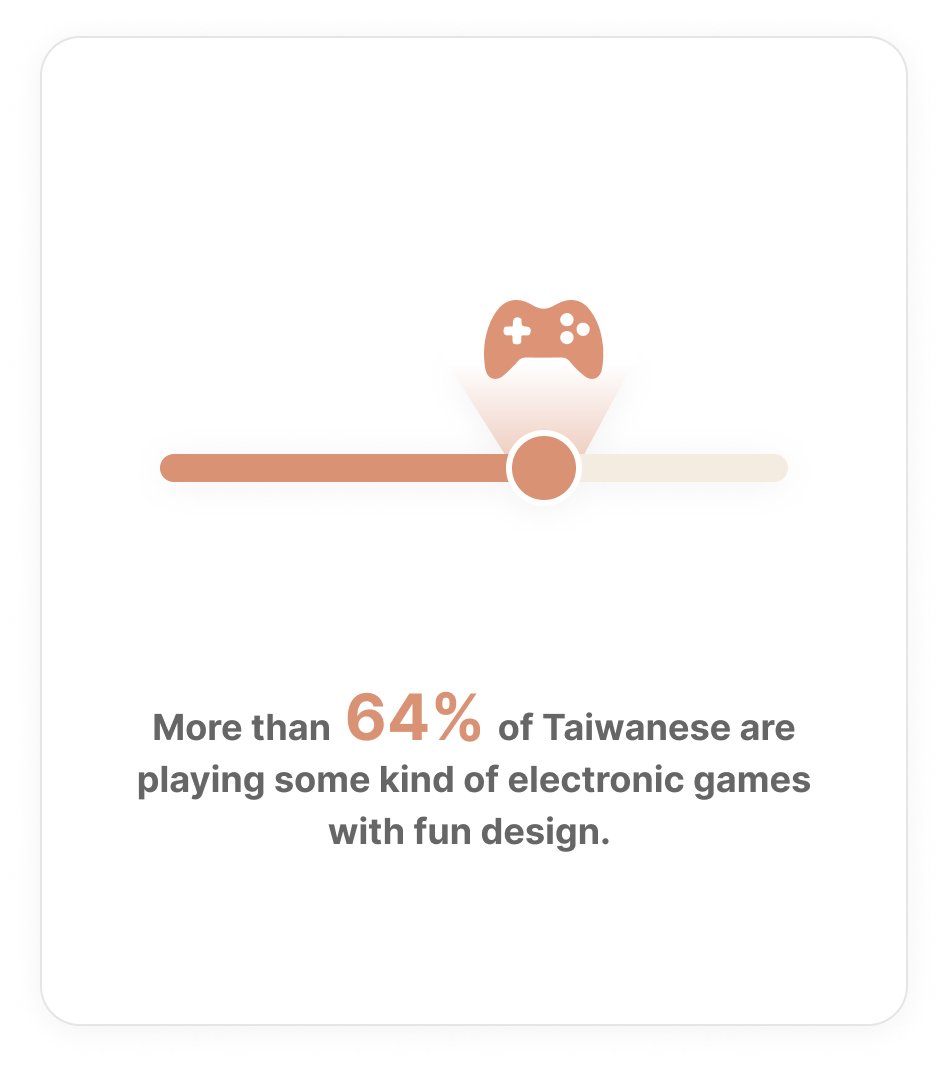 More than 64% of Taiwanese are
playing some kind of electronic games
with fun design.